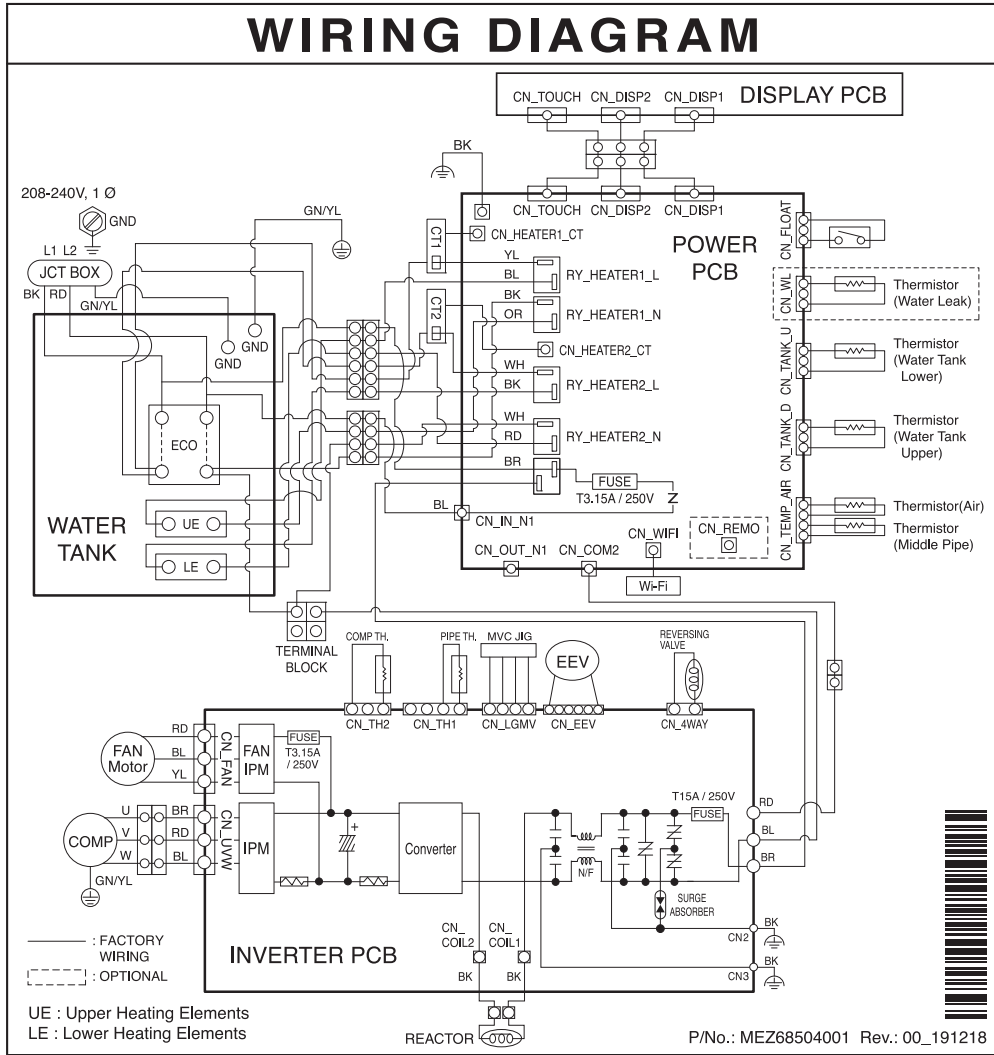 WIRING DIAGRAM
DISPLAY PCB
CN_TOUCH CN_DISP2 CN_DISP1
BK
CN_TOUCH CN_DISP2 CN_DISP1
208-240V, 1 Ø
GND
GN/YL
L1 L2
JCT BOX
BK RD
GN/YL
GND
GND
ECO
WATER
TANK
UE
LE
TERMINAL
BLOCK
CT1
CT2
POWER
PCB
CN_HEATER1_CT
YL
BL
RY_HEATER1_L
BK
OR
RY_HEATER1_N
CN_HEATER2_CT
WH
BK
RY_HEATER2_L
WH
RD
RY_HEATER2_N
BR
FUSE
T3.15A / 250V
N
BL
CN_IN_N1
CN_OUT_N1
CN_COM2
CN_WIFI
Wi-Fi
CN_REMO
CN_FLOAT
CN_WL
Thermistor
(Water Leak)
CN_TANK_U
Thermistor
(Water Tank
Lower)
CN_TANK_D
Thermistor
(Water Tank
Upper)
CN_TEMP_AIR
Thermistor(Air)
Thermistor
(Middle Pipe)
COMP TH.
PIPE TH.
MVC JIG
EEV
REVERSING
VALVE
CN_TH2
CN_TH1
CN_LGMV
CN_EEV
CN_4WAY
FAN
Motor
RD
BL
YL
CN_FAN
FAN
IPM
FUSE
T3.15A
/ 250V
COMP
U
V
W
BR
RD
BL
GN/YL
CN_UVW
IPM
+
Converter
N/F
T15A / 250V
FUSE
RD
BL
BR
SURGE
ABSORBER
CN2
BK
CN3
BK
INVERTER PCB
CN_
COIL2
CN_
COIL1
BK
BK
REACTOR
: FACTORY
WIRING
: OPTIONAL
UE : Upper Heating Elements
LE : Lower Heating Elements
P/No.: MEZ68504001 Rev.: 00_191218